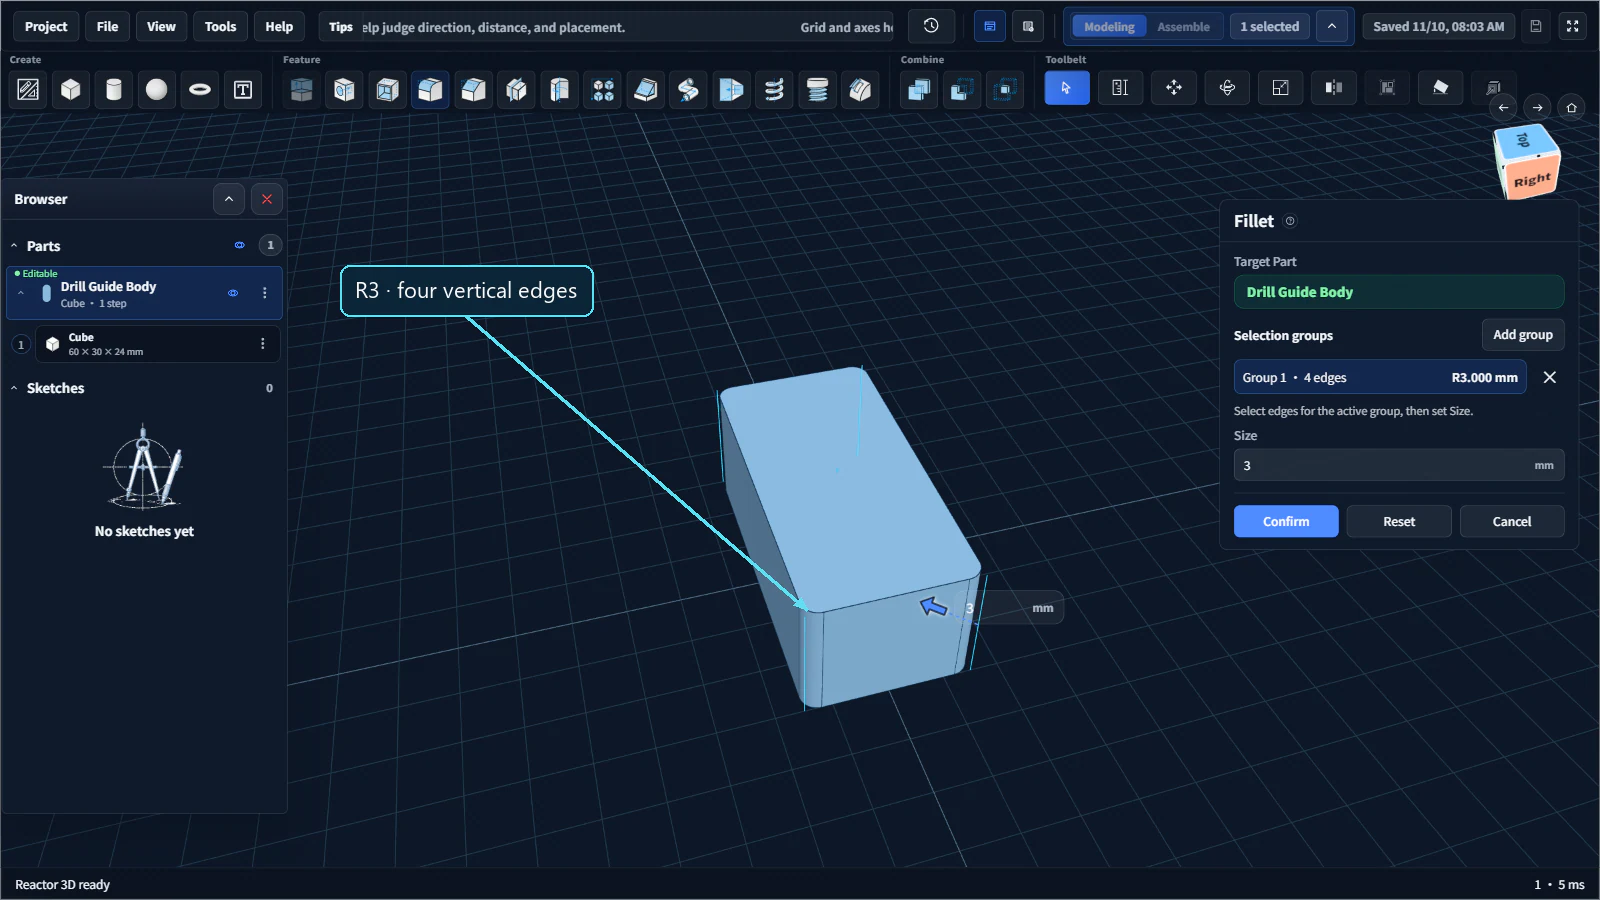 Project File View Tools Help Tips elp judge direction, distance, and placement. Grid and axes he Modeling Assemble 1 selected Saved 11/10, 08:03 AM
Create Feature Combine Toolbelt
T
Top
Right
Browser
Parts 1
Editable
Drill Guide Body
Cube • 1 step
1 Cube
60 × 30 × 24 mm
Sketches 0
No sketches yet
R3 · four vertical edges
3 mm
Fillet
Target Part
Drill Guide Body
Selection groups Add group
Group 1 • 4 edges R3.000 mm
Select edges for the active group, then set Size.
Size
3 mm
Confirm Reset Cancel
Reactor 3D ready 1 • 5 ms